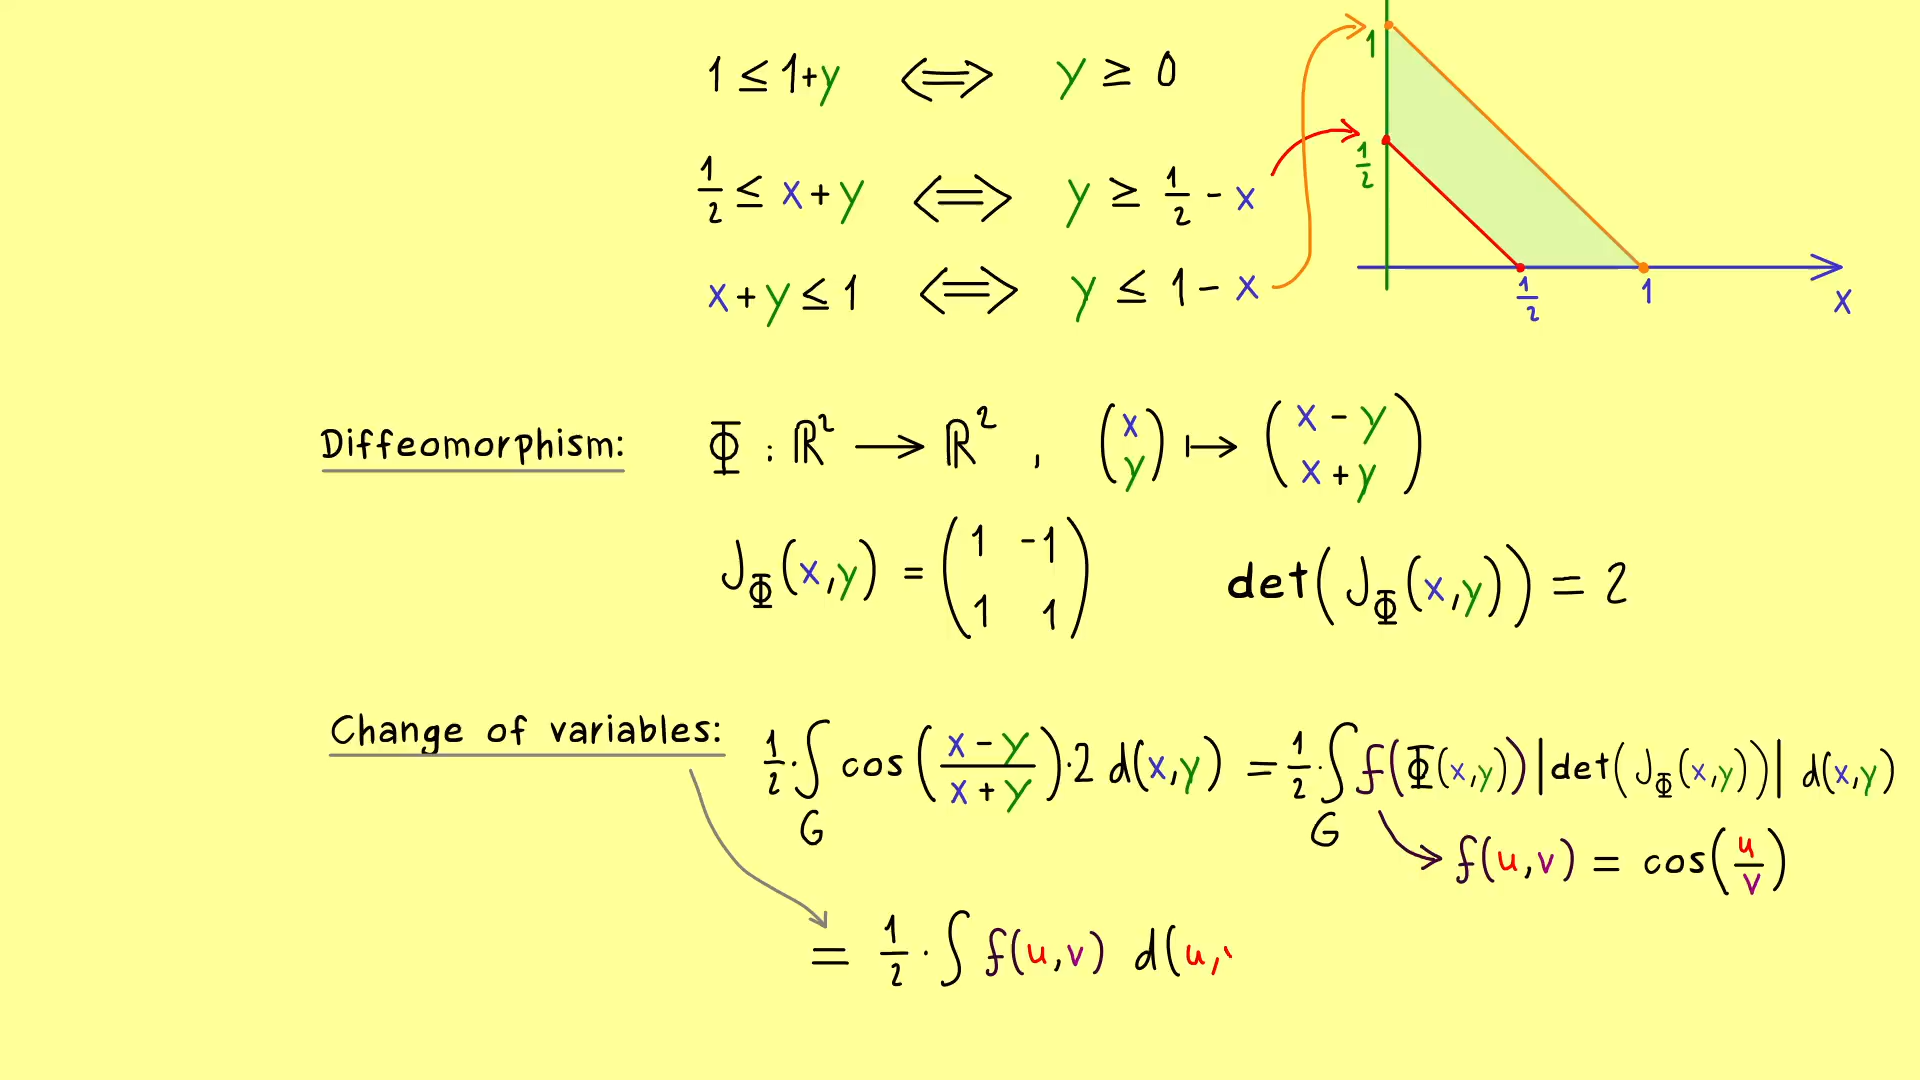 1 ≤ 1+y ⟺ y ≥ 0
1
1/2 ≤ x + y ⟺ y ≥ 1/2 - x
1/2
x + y ≤ 1 ⟺ y ≤ 1 - x
1/2 1 x
Diffeomorphism: Φ : ℝ² ⟶ ℝ² , (x y) ↦ (x - y x + y)
J_Φ(x,y) = (1 -1 1 1) det(J_Φ(x,y)) = 2
Change of variables: 1/2 · ∫_G cos((x - y)/(x + y)) · 2 d(x,y) = 1/2 · ∫_G f(Φ(x,y)) |det(J_Φ(x,y))| d(x,y)
f(u,v) = cos(u/v)
= 1/2 · ∫ f(u,v) d(u,